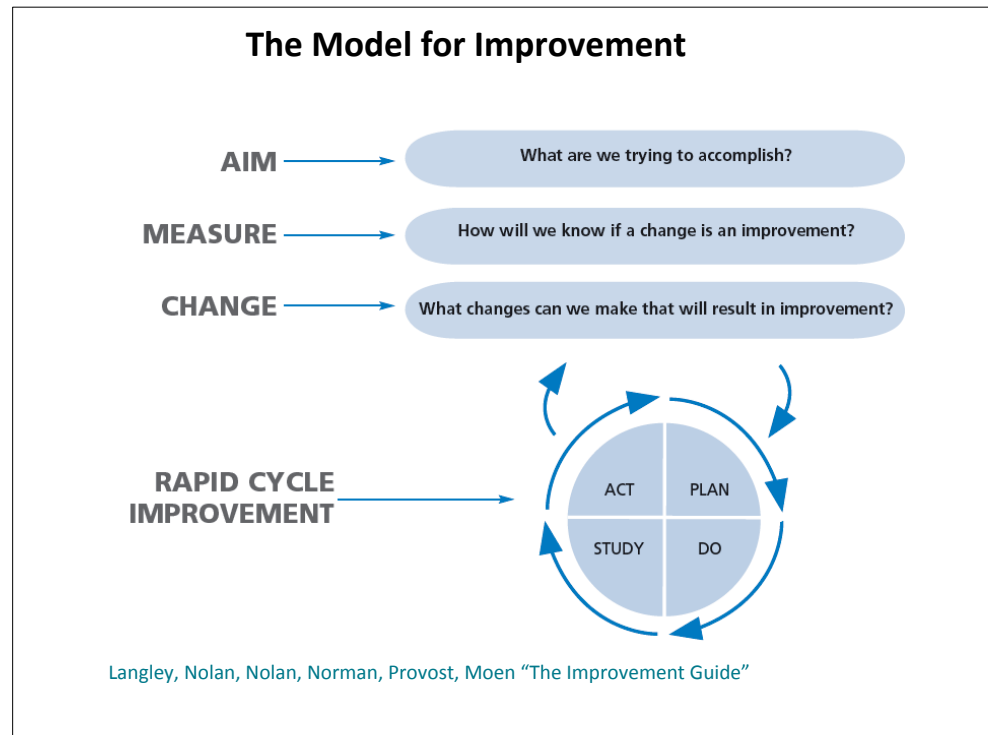 The Model for Improvement
AIM
What are we trying to accomplish?
MEASURE
How will we know if a change is an improvement?
CHANGE
What changes can we make that will result in improvement?
RAPID CYCLE
IMPROVEMENT
ACT
PLAN
STUDY
DO
Langley, Nolan, Nolan, Norman, Provost, Moen “The Improvement Guide”